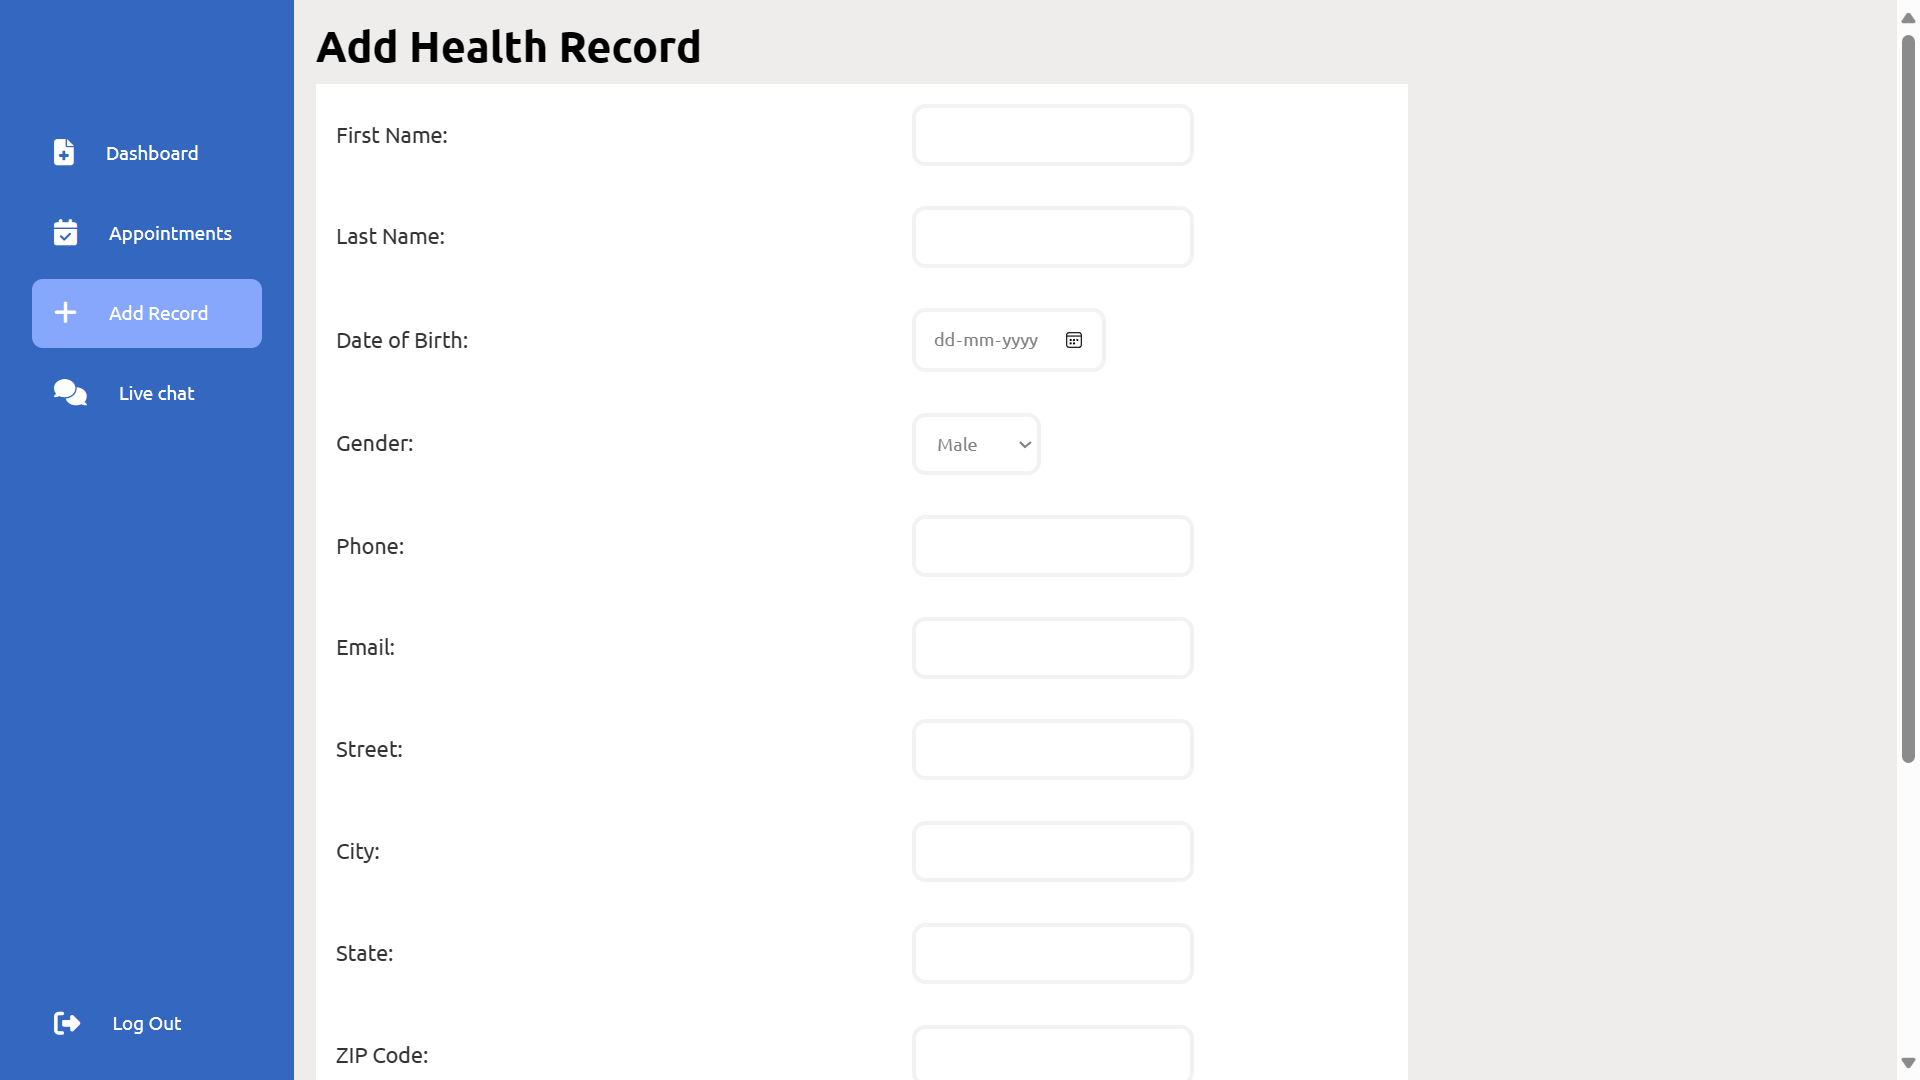 Dashboard
Appointments
Add Record
Live chat
Log Out
Add Health Record
First Name:
Last Name:
Date of Birth:
dd-mm-yyyy
Gender:
Male
Phone:
Email:
Street:
City:
State:
ZIP Code: